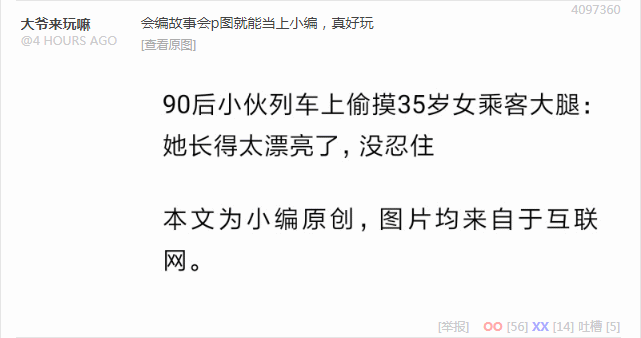 4097360
大爷来玩嘛
@4 HOURS AGO
会编故事会p图就能当上小编，真好玩
[查看原图]
90后小伙列车上偷摸35岁女乘客大腿：
她长得太漂亮了，没忍住
本文为小编原创，图片均来自于互联
网。
[举报] OO [56] XX [14] 吐槽 [5]